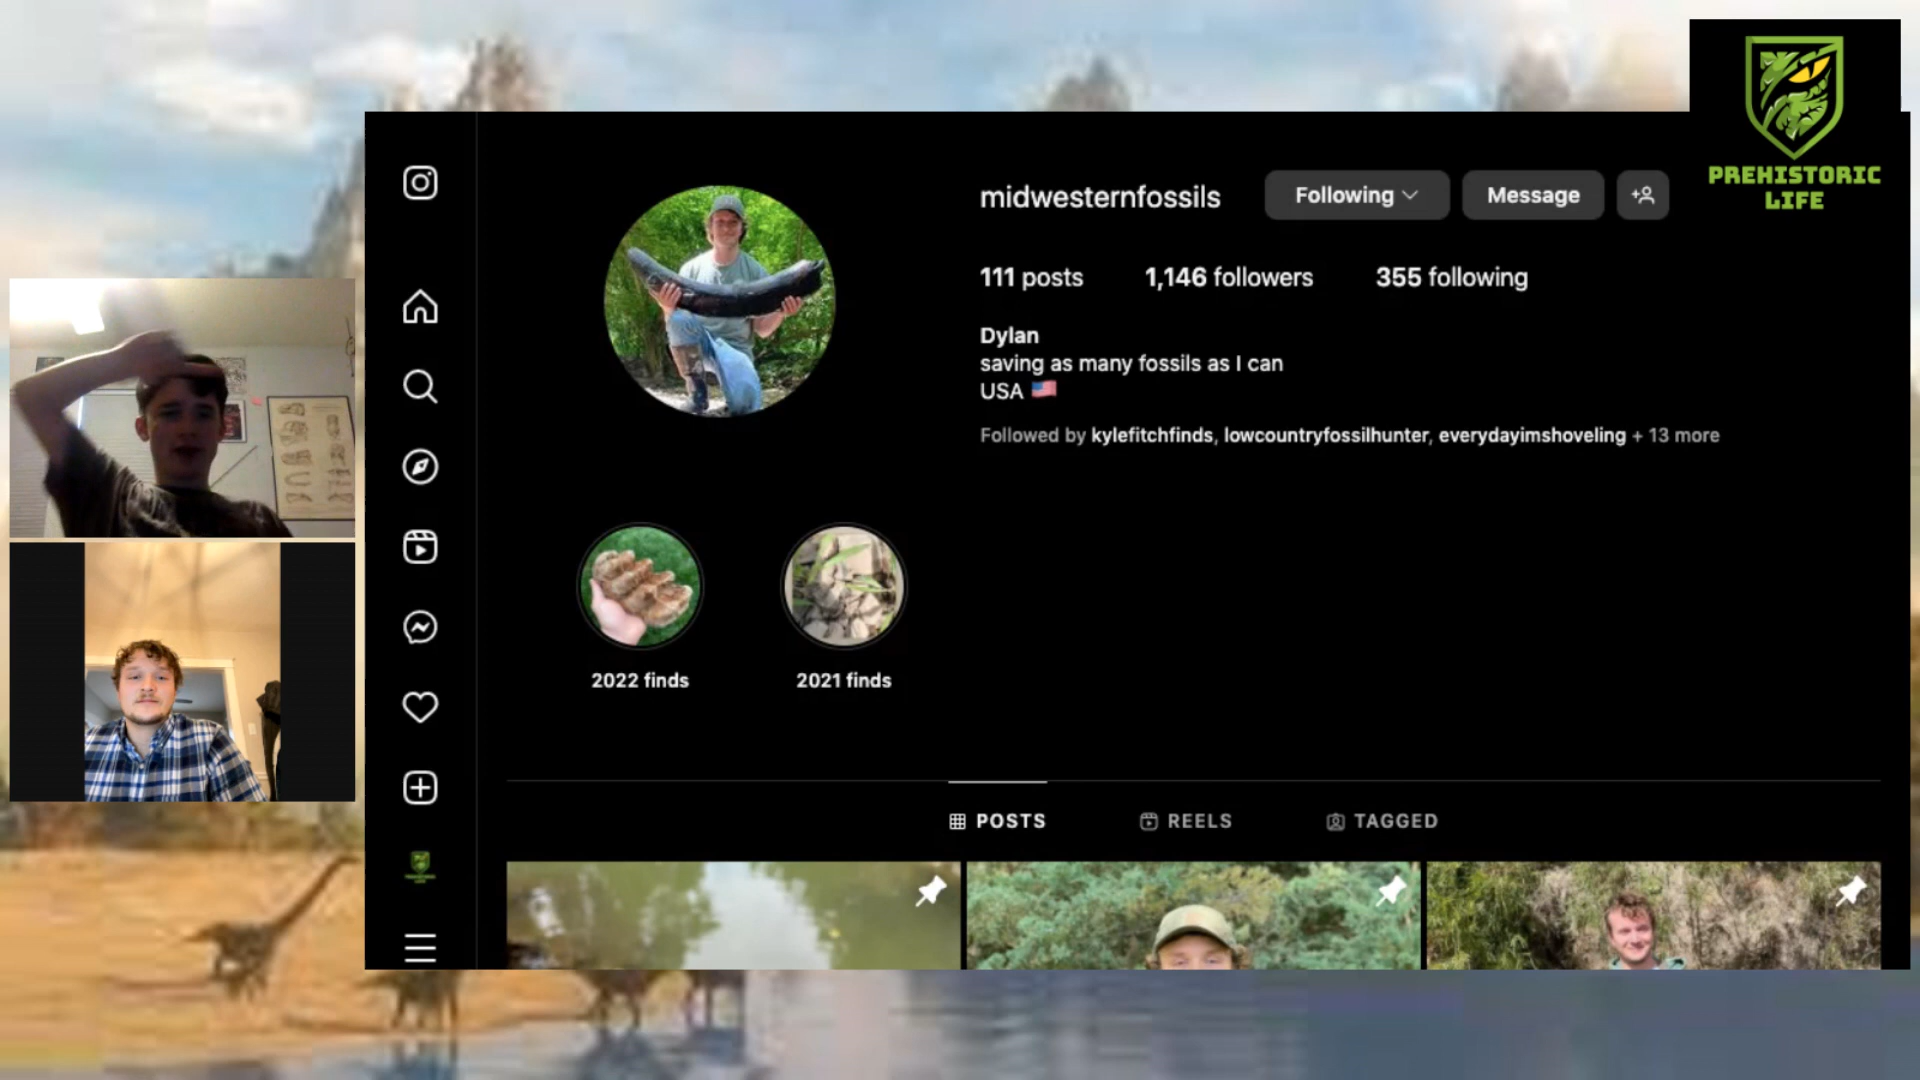 PREHISTORIC
LIFE
midwesternfossils
Following
Message
111 posts
1,146 followers
355 following
Dylan
saving as many fossils as I can
USA 🇺🇸
Followed by kylefitchfinds, lowcountryfossilhunter, everydayimshoveling + 13 more
2022 finds
2021 finds
POSTS
REELS
TAGGED